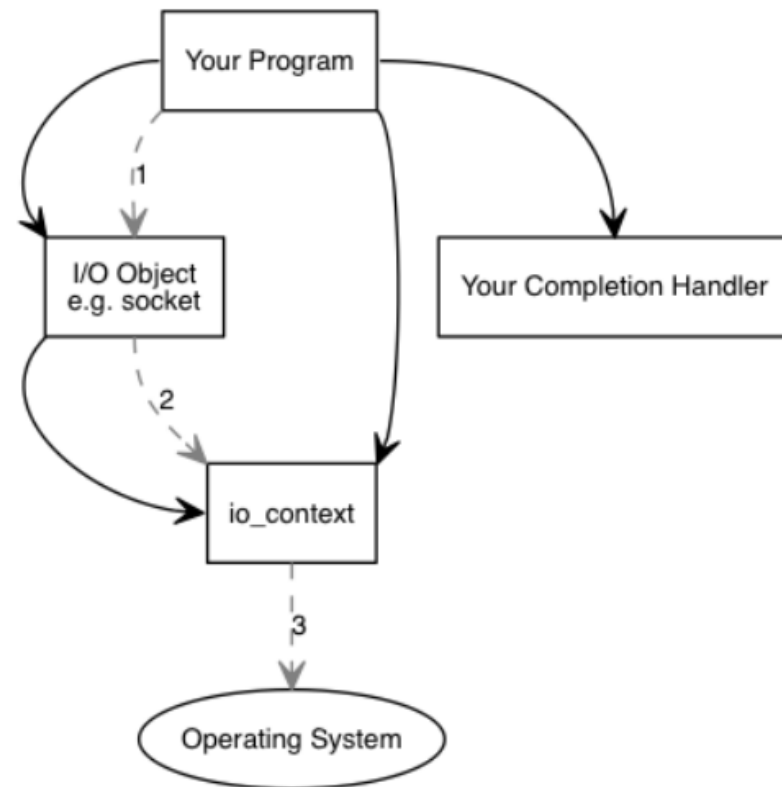 Your Program
1
I/O Object
e.g. socket
Your Completion Handler
2
io_context
3
Operating System